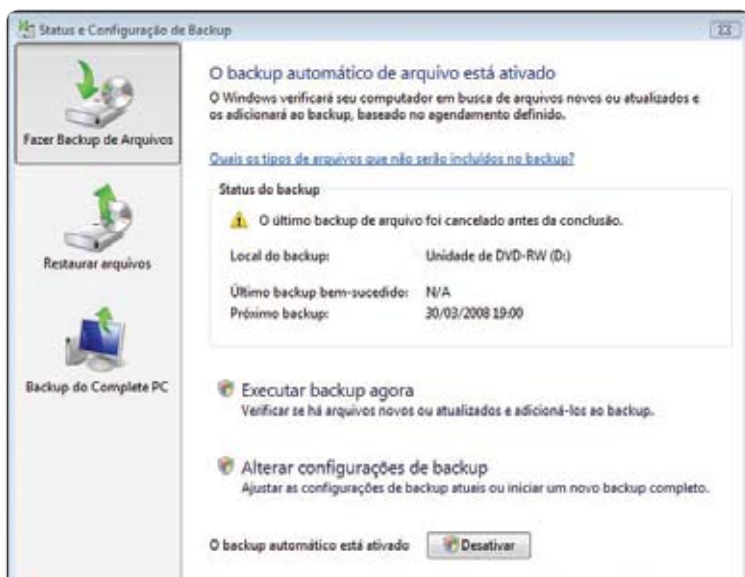 Status e Configuração de Backup
Fazer Backup de Arquivos
Restaurar arquivos
Backup do Complete PC
O backup automático de arquivo está ativado
O Windows verificará seu computador em busca de arquivos novos ou atualizados e
os adicionará ao backup, baseado no agendamento definido.
Quais os tipos de arquivos que não serão incluídos no backup?
Status do backup
O último backup de arquivo foi cancelado antes da conclusão.
Local do backup: Unidade de DVD-RW (D:)
Último backup bem-sucedido: N/A
Próximo backup: 30/03/2008 19:00
Executar backup agora
Verificar se há arquivos novos ou atualizados e adicioná-los ao backup.
Alterar configurações de backup
Ajustar as configurações de backup atuais ou iniciar um novo backup completo.
O backup automático está ativado Desativar